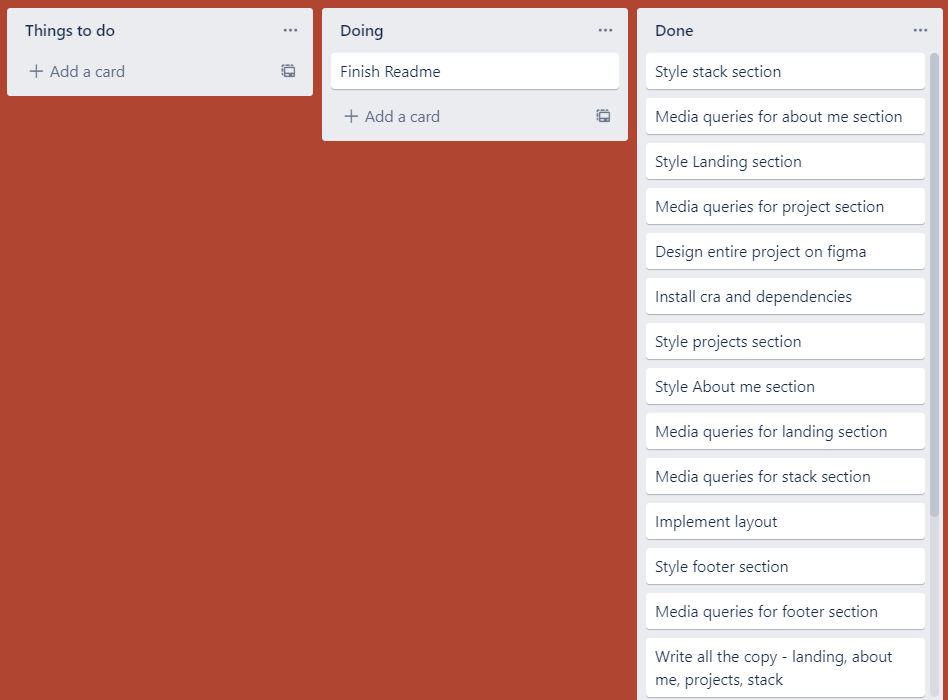 Things to do
Add a card
Doing
Finish Readme
Add a card
Done
Style stack section
Media queries for about me section
Style Landing section
Media queries for project section
Design entire project on figma
Install cra and dependencies
Style projects section
Style About me section
Media queries for landing section
Media queries for stack section
Implement layout
Style footer section
Media queries for footer section
Write all the copy - landing, about
me, projects, stack